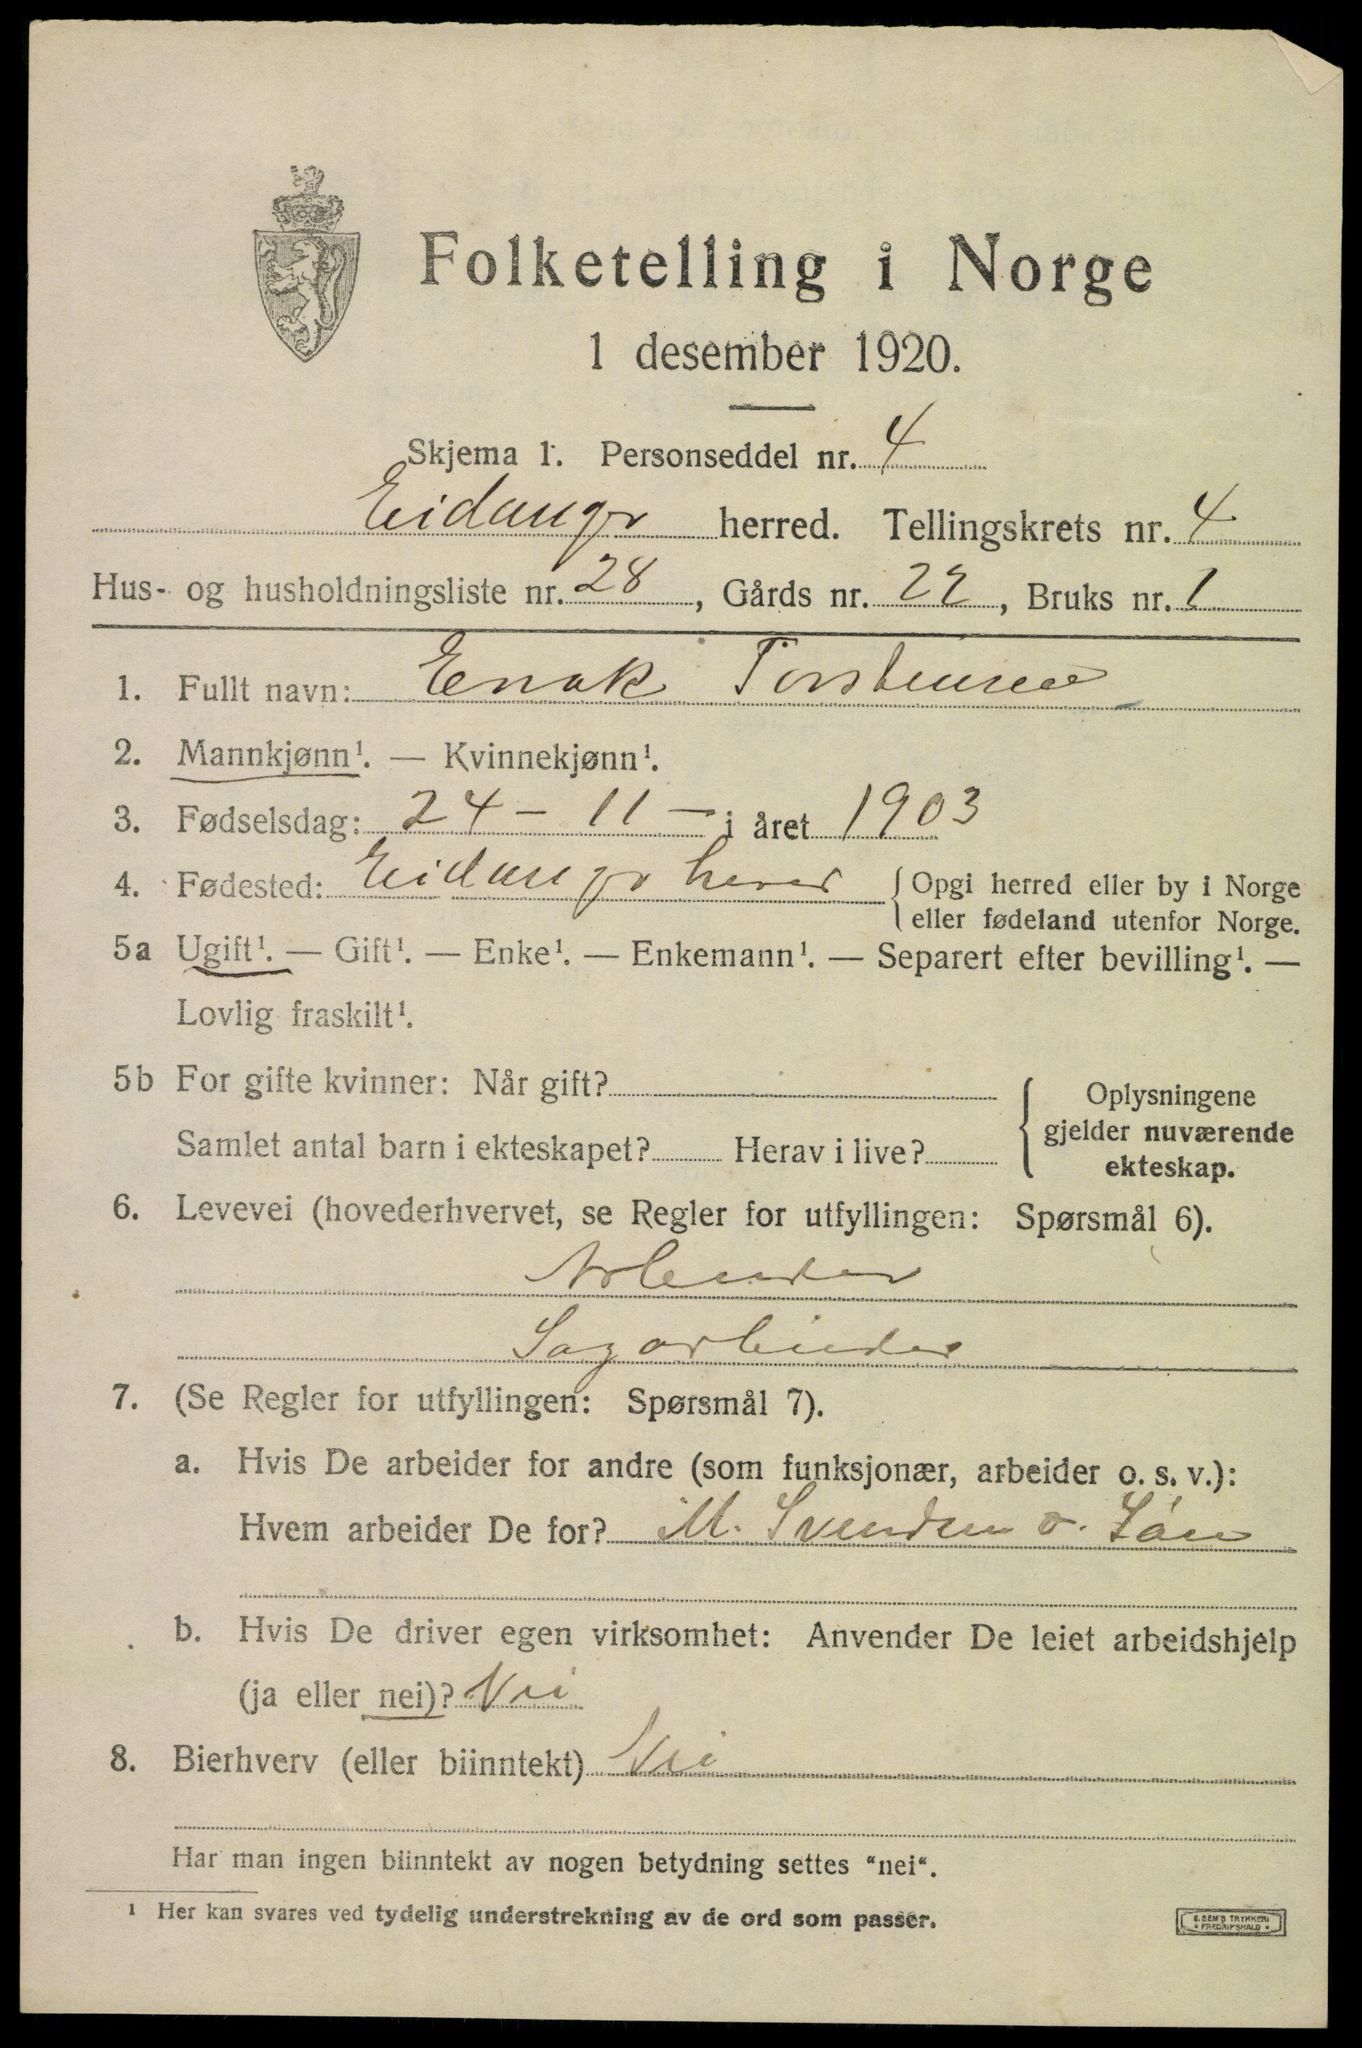 Folketelling i Norge
1 desember 1920.
Skjema 1. Personseddel nr. 4
Eidanger herred. Tellingskrets nr. 4
Hus- og husholdningsliste nr. 28, Gårds nr. 22, Bruks nr. 1
1. Fullt navn: Enok Torstensen
2. Mannkjønn¹. — Kvinnekjønn¹.
3. Fødselsdag: 24 - 11 - i året 1903
4. Fødested: Eidanger herred { Opgi herred eller by i Norge
eller fødeland utenfor Norge.
5a Ugift¹. — Gift¹. — Enke¹. — Enkemann¹. — Separert efter bevilling¹. —
Lovlig fraskilt¹.
5b For gifte kvinner: Når gift?
Samlet antal barn i ekteskapet? Herav i live?
{ Oplysningene
gjelder nuværende
ekteskap.
6. Levevei (hovederhvervet, se Regler for utfyllingen: Spørsmål 6).
Arbeider
Sagarbeider
7. (Se Regler for utfyllingen: Spørsmål 7).
a. Hvis De arbeider for andre (som funksjonær, arbeider o. s. v.):
Hvem arbeider De for? M. Svendsen o. Søn
b. Hvis De driver egen virksomhet: Anvender De leiet arbeidshjelp
(ja eller nei)? Nei
8. Bierhverv (eller biinntekt) Nei
Har man ingen biinntekt av nogen betydning settes "nei".
¹ Her kan svares ved tydelig understrekning av de ord som passer.
E. SEM'S TRYKKERI
FREDRIKSHALD